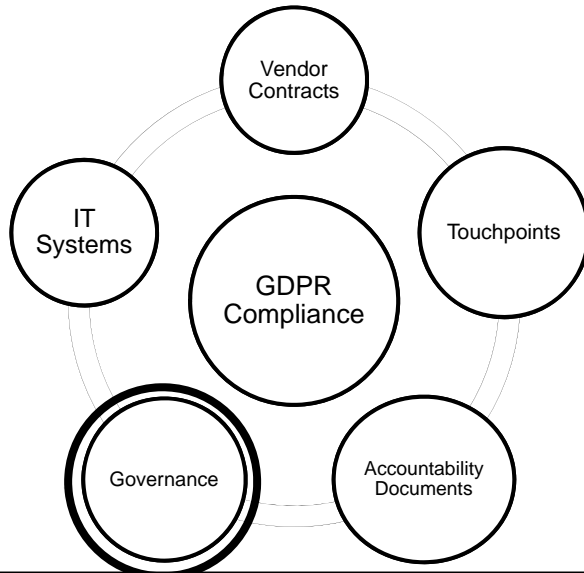 Vendor
Contracts
IT
Systems
Touchpoints
GDPR
Compliance
Governance
Accountability
Documents